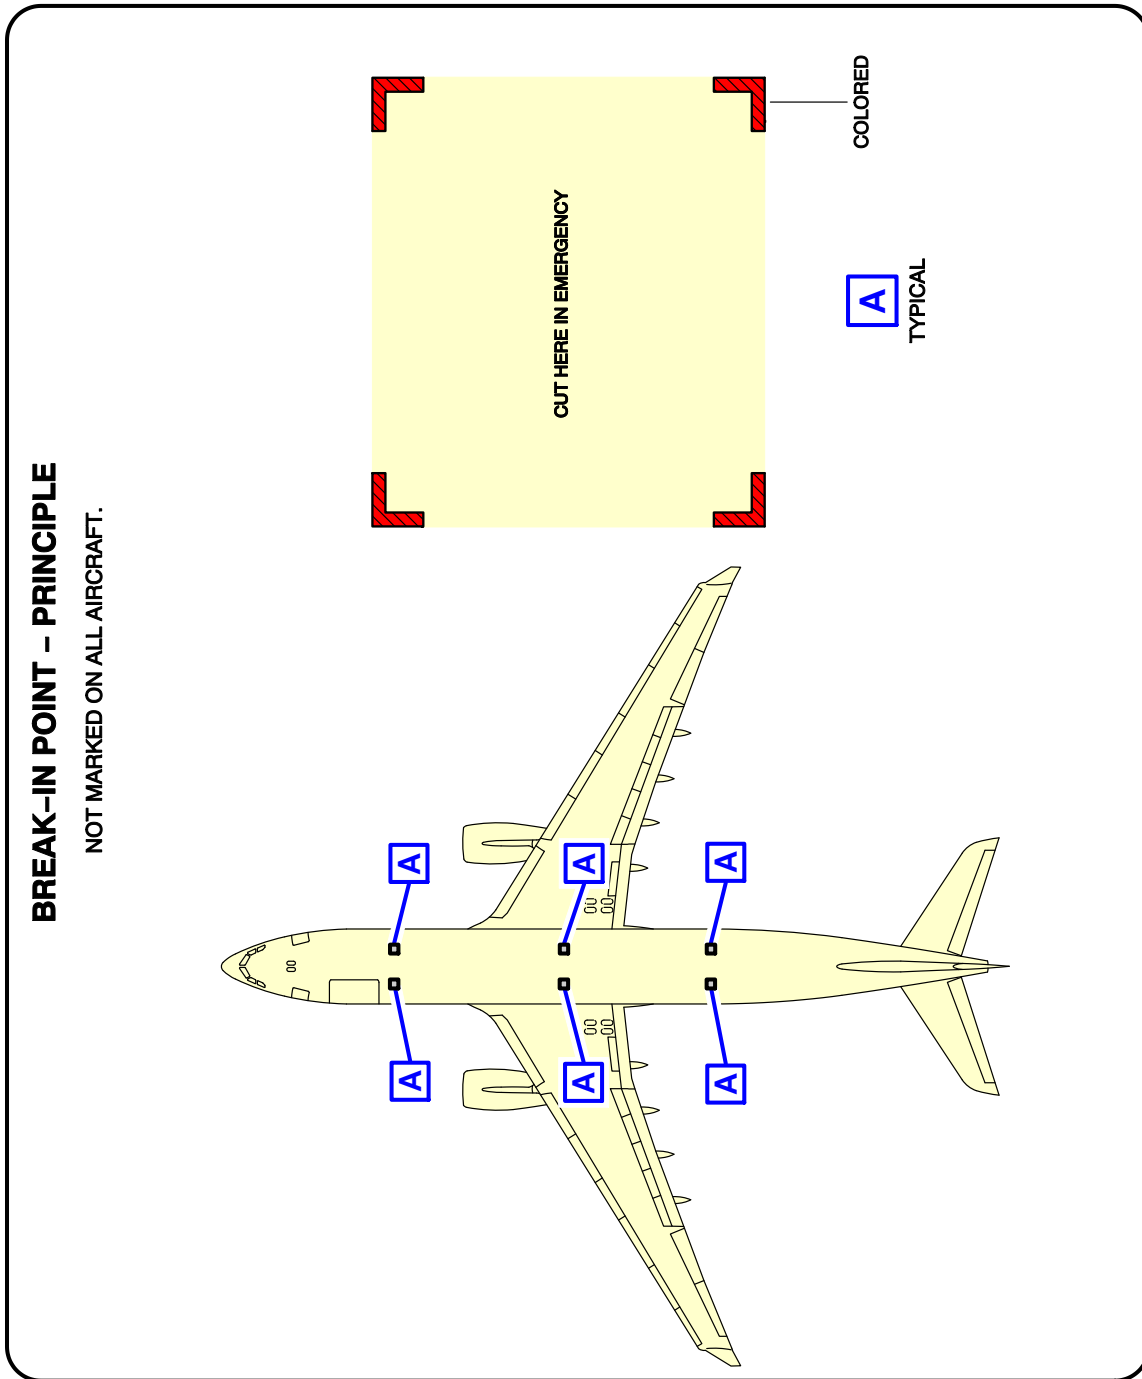 BREAK–IN POINT – PRINCIPLE
NOT MARKED ON ALL AIRCRAFT.
A
A
A
A
A
A
CUT HERE IN EMERGENCY
COLORED
A
TYPICAL